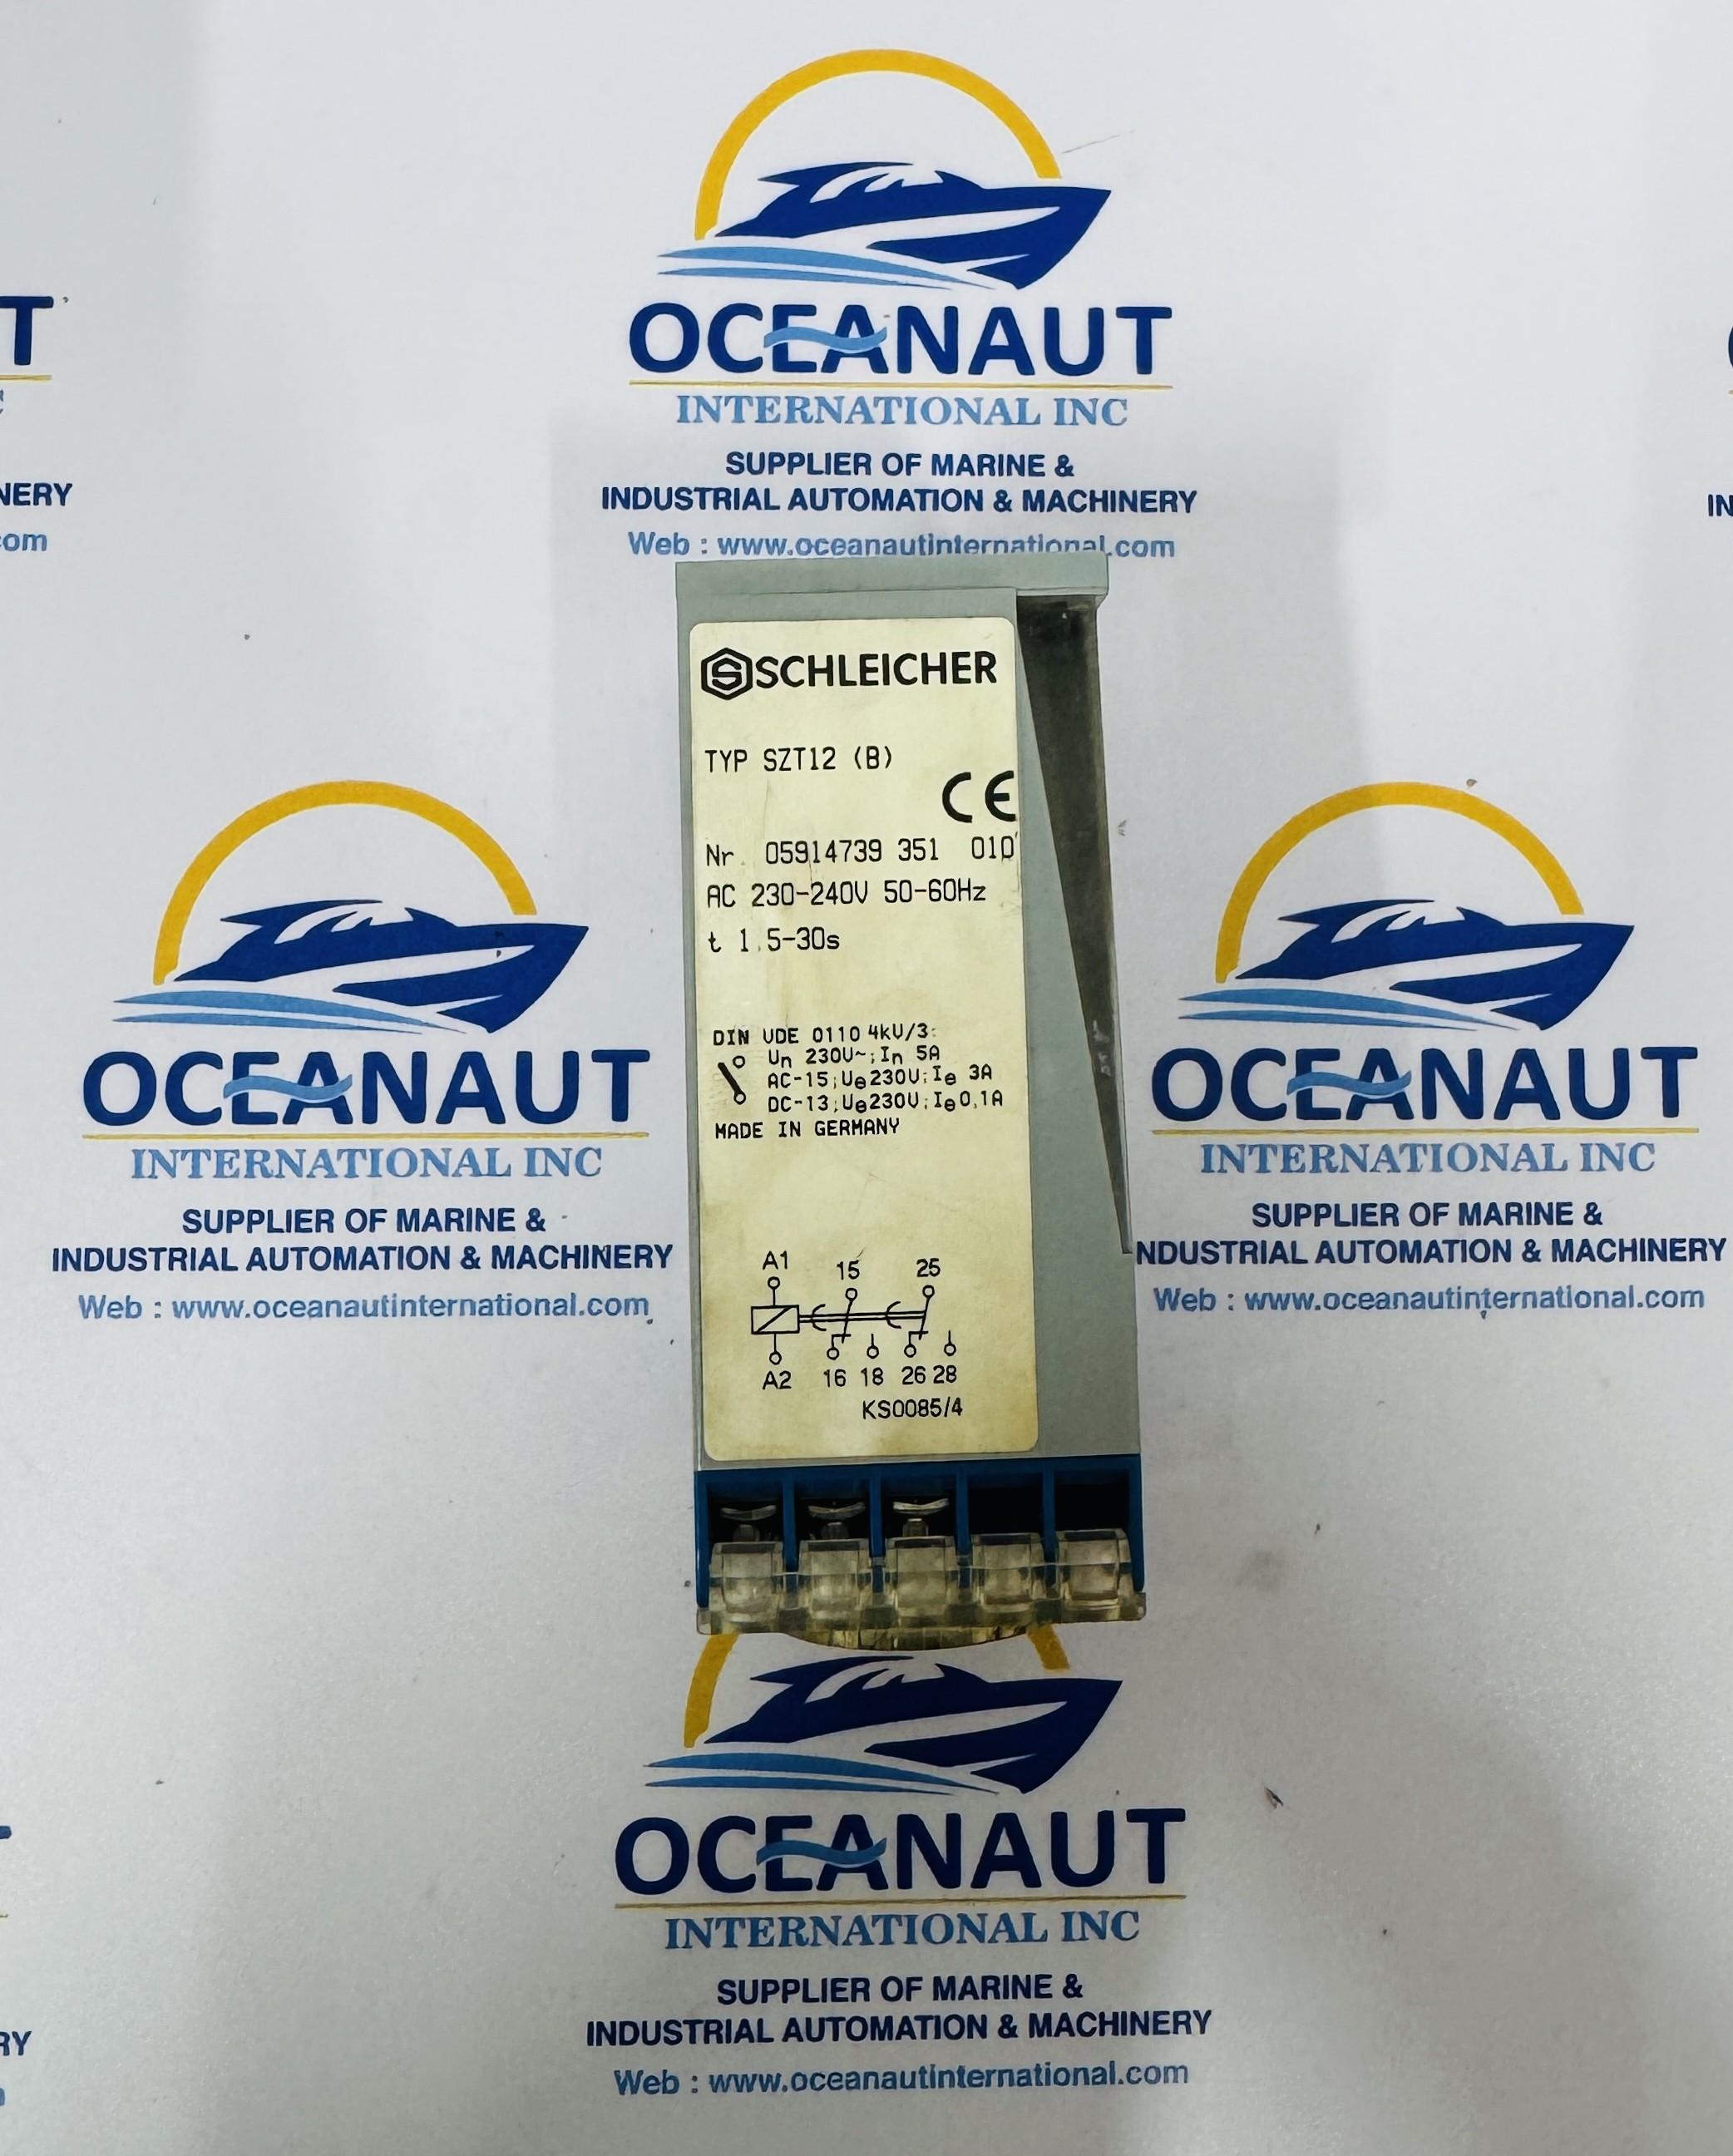 OCEANAUT
INTERNATIONAL INC
SUPPLIER OF MARINE &
INDUSTRIAL AUTOMATION & MACHINERY
Web : www.oceanautinternational.com
T
NERY
com
IN
SCHLEICHER
TYP SZT12 (B)
CE
Nr. 05914739 351 010
AC 230-240V 50-60Hz
t 1.5-30s
DIN VDE 0110 4kV/3:
Un 230V~; In 5A
AC-15; Ue230V; Ie 3A
DC-13; Ue230V; Ie0,1A
MADE IN GERMANY
A1 15 25
A2 16 18 26 28
KS0085/4
OCEANAUT
INTERNATIONAL INC
SUPPLIER OF MARINE &
INDUSTRIAL AUTOMATION & MACHINERY
Web : www.oceanautinternational.com
OCEANAUT
INTERNATIONAL INC
SUPPLIER OF MARINE &
NDUSTRIAL AUTOMATION & MACHINERY
Web : www.oceanautinternational.com
OCEANAUT
INTERNATIONAL INC
SUPPLIER OF MARINE &
INDUSTRIAL AUTOMATION & MACHINERY
Web : www.oceanautinternational.com
RY